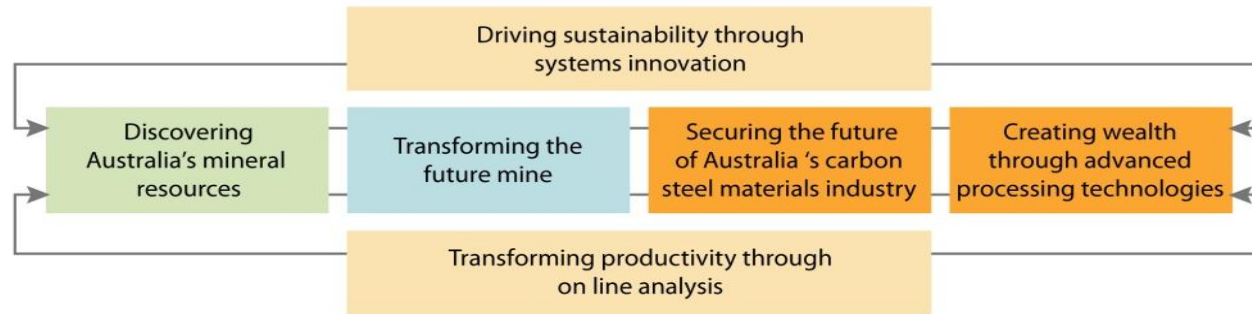 Driving sustainability through
systems innovation
Discovering
Australia's mineral
resources
Transforming the
future mine
Securing the future
of Australia 's carbon
steel materials industry
Creating wealth
through advanced
processing technologies
Transforming productivity through
on line analysis